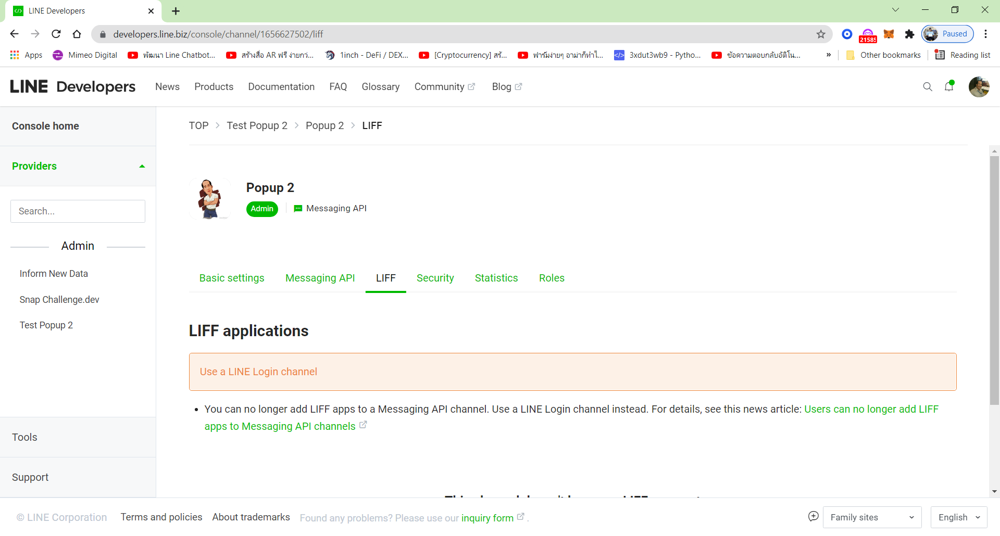 LINE Developers
developers.line.biz/console/channel/1656627502/liff
21585
Paused
Apps
Mimeo Digital
พัฒนา Line Chatbot...
สร้างสื่อ AR ฟรี ง่ายกว่...
1inch - DeFi / DEX...
[Cryptocurrency] สร้...
ฟาร์มง่ายๆ อาม่าก็ทำไ...
3xdut3wb9 - Pytho...
ข้อความตอบกลับอัติโน...
»
Other bookmarks
Reading list
LINE Developers
News
Products
Documentation
FAQ
Glossary
Community
Blog
Console home
TOP > Test Popup 2 > Popup 2 > LIFF
Providers
Search...
Admin
Inform New Data
Snap Challenge.dev
Test Popup 2
Tools
Support
Popup 2
Admin
Messaging API
Basic settings
Messaging API
LIFF
Security
Statistics
Roles
LIFF applications
Use a LINE Login channel
• You can no longer add LIFF apps to a Messaging API channel. Use a LINE Login channel instead. For details, see this news article: Users can no longer add LIFF
apps to Messaging API channels
© LINE Corporation
Terms and policies
About trademarks
Found any problems? Please use our inquiry form .
Family sites
English